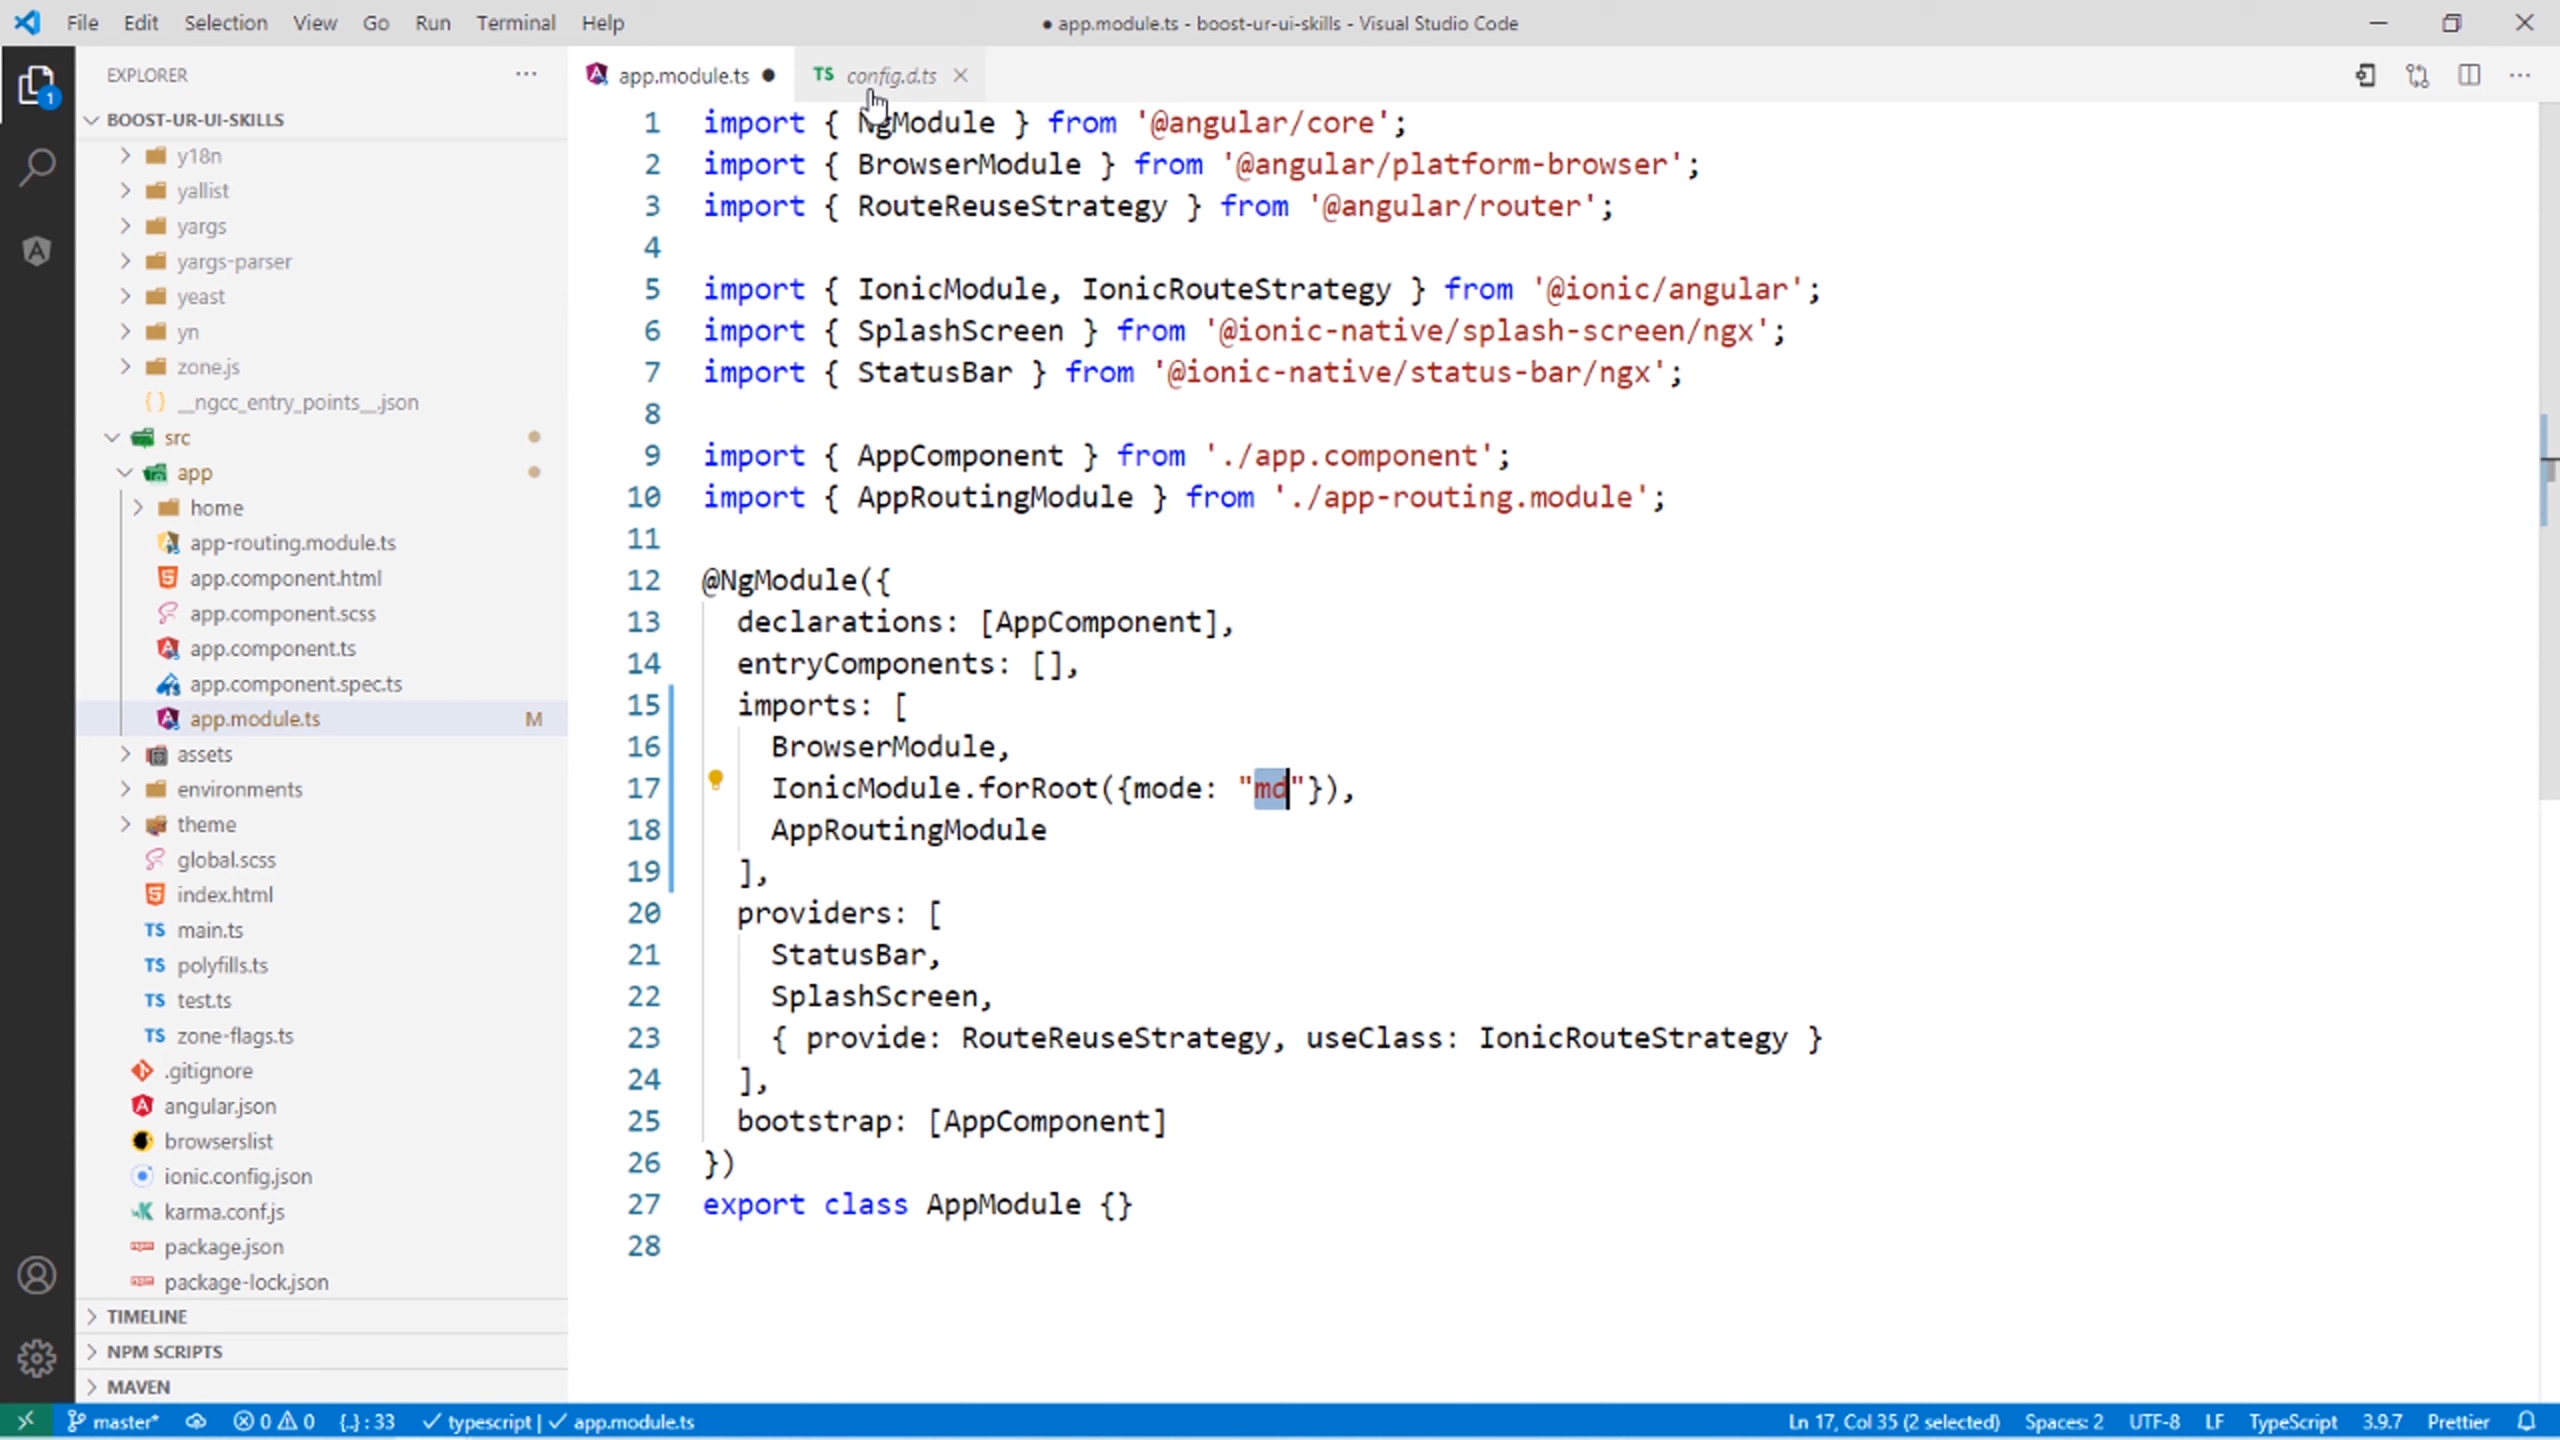 File Edit Selection View Go Run Terminal Help
● app.module.ts - boost-ur-ui-skills - Visual Studio Code
EXPLORER
1
BOOST-UR-UI-SKILLS
y18n
yallist
yargs
yargs-parser
yeast
yn
zone.js
{} __ngcc_entry_points__.json
src
app
home
app-routing.module.ts
app.component.html
app.component.scss
app.component.ts
app.component.spec.ts
app.module.ts M
assets
environments
theme
global.scss
index.html
TS main.ts
TS polyfills.ts
TS test.ts
TS zone-flags.ts
.gitignore
angular.json
browserslist
ionic.config.json
karma.conf.js
package.json
package-lock.json
TIMELINE
NPM SCRIPTS
MAVEN
app.module.ts ●
TS config.d.ts
1 import { NgModule } from '@angular/core';
2 import { BrowserModule } from '@angular/platform-browser';
3 import { RouteReuseStrategy } from '@angular/router';
4
5 import { IonicModule, IonicRouteStrategy } from '@ionic/angular';
6 import { SplashScreen } from '@ionic-native/splash-screen/ngx';
7 import { StatusBar } from '@ionic-native/status-bar/ngx';
8
9 import { AppComponent } from './app.component';
10 import { AppRoutingModule } from './app-routing.module';
11
12 @NgModule({
13 declarations: [AppComponent],
14 entryComponents: [],
15 imports: [
16 BrowserModule,
17 IonicModule.forRoot({mode: "md"}),
18 AppRoutingModule
19 ],
20 providers: [
21 StatusBar,
22 SplashScreen,
23 { provide: RouteReuseStrategy, useClass: IonicRouteStrategy }
24 ],
25 bootstrap: [AppComponent]
26 })
27 export class AppModule {}
28
master* 0 0 {..} : 33 typescript | app.module.ts
Ln 17, Col 35 (2 selected) Spaces: 2 UTF-8 LF TypeScript 3.9.7 Prettier